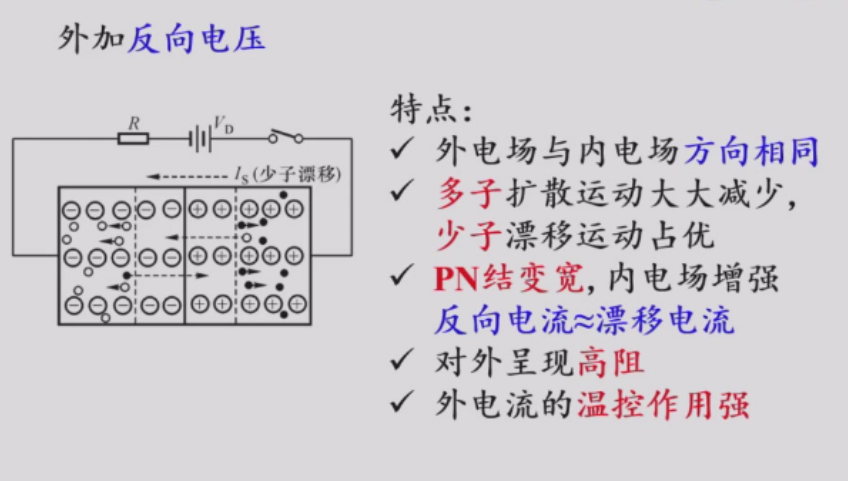 外加反向电压
R
V_D
I_S (少子漂移)
特点:
✓ 外电场与内电场方向相同
✓ 多子扩散运动大大减少,
少子漂移运动占优
✓ PN结变宽, 内电场增强
反向电流≈漂移电流
✓ 对外呈现高阻
✓ 外电流的温控作用强